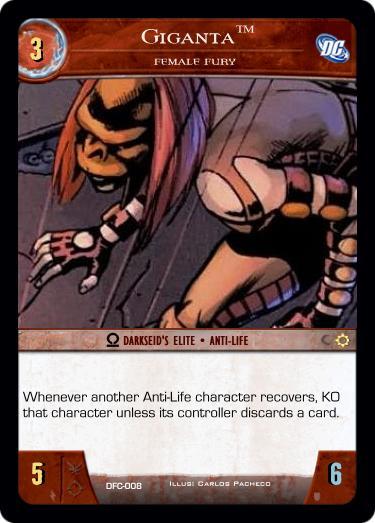 3
GIGANTA™
FEMALE FURY
DC
DARKSEID'S ELITE • ANTI-LIFE
Whenever another Anti-Life character recovers, KO
that character unless its controller discards a card.
5
DFC-008
ILLUS: CARLOS PACHECO
6